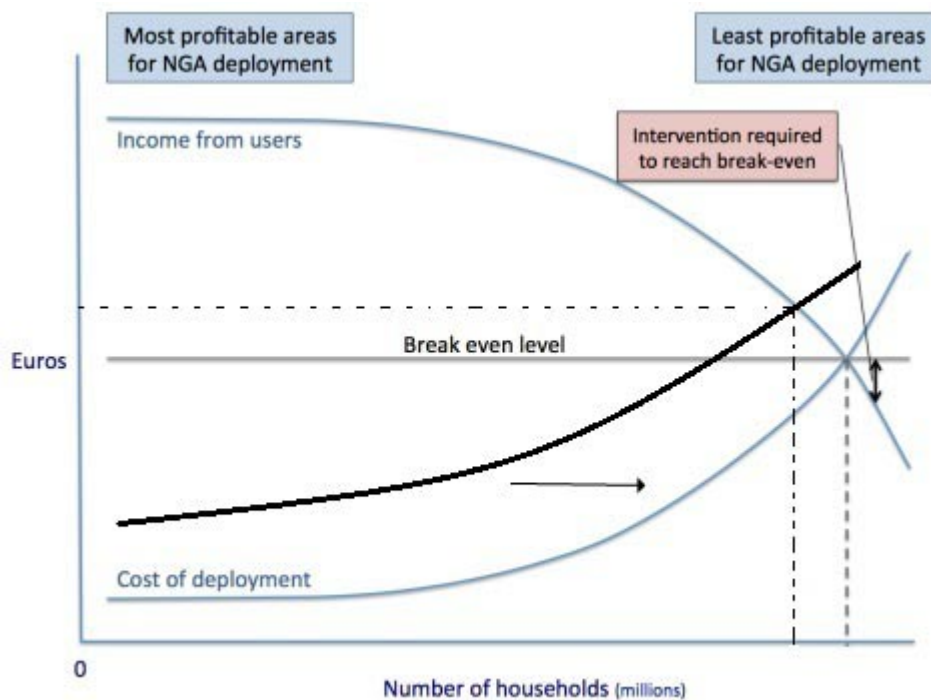 Most profitable areas
for NGA deployment
Least profitable areas
for NGA deployment
Income from users
Intervention required
to reach break-even
Break even level
Euros
Cost of deployment
0
Number of households (millions)